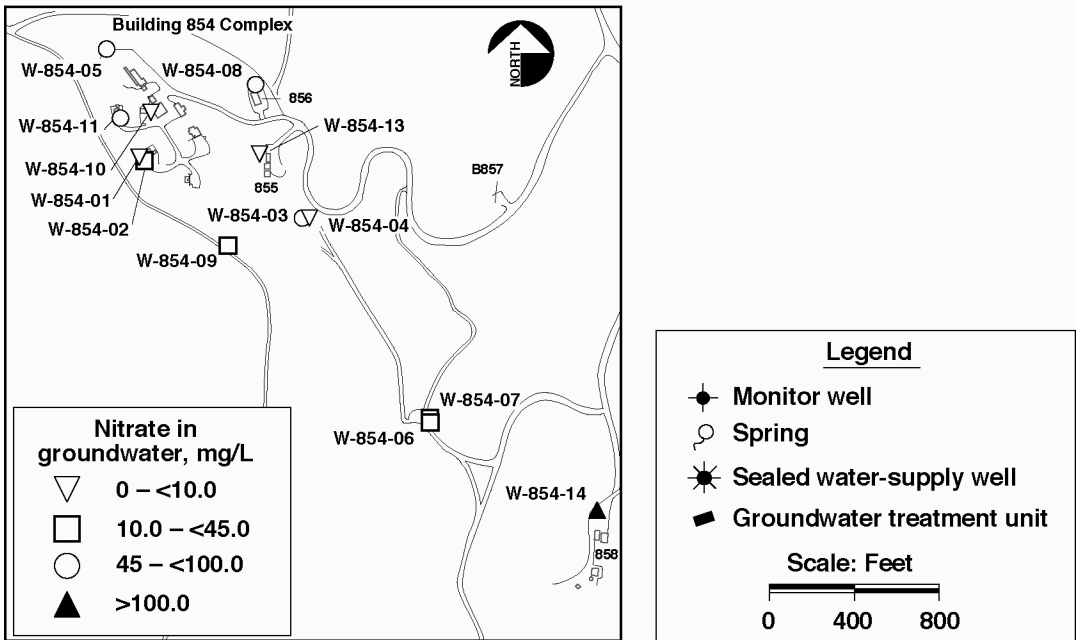 Building 854 Complex
W-854-05
W-854-08
NORTH
856
W-854-11
W-854-13
W-854-10
B857
855
W-854-01
W-854-03
W-854-04
W-854-02
W-854-09
W-854-07
W-854-06
W-854-14
858
Nitrate in
groundwater, mg/L
0 – <10.0
10.0 – <45.0
45 – <100.0
>100.0
Legend
Monitor well
Spring
Sealed water-supply well
Groundwater treatment unit
Scale: Feet
0 400 800